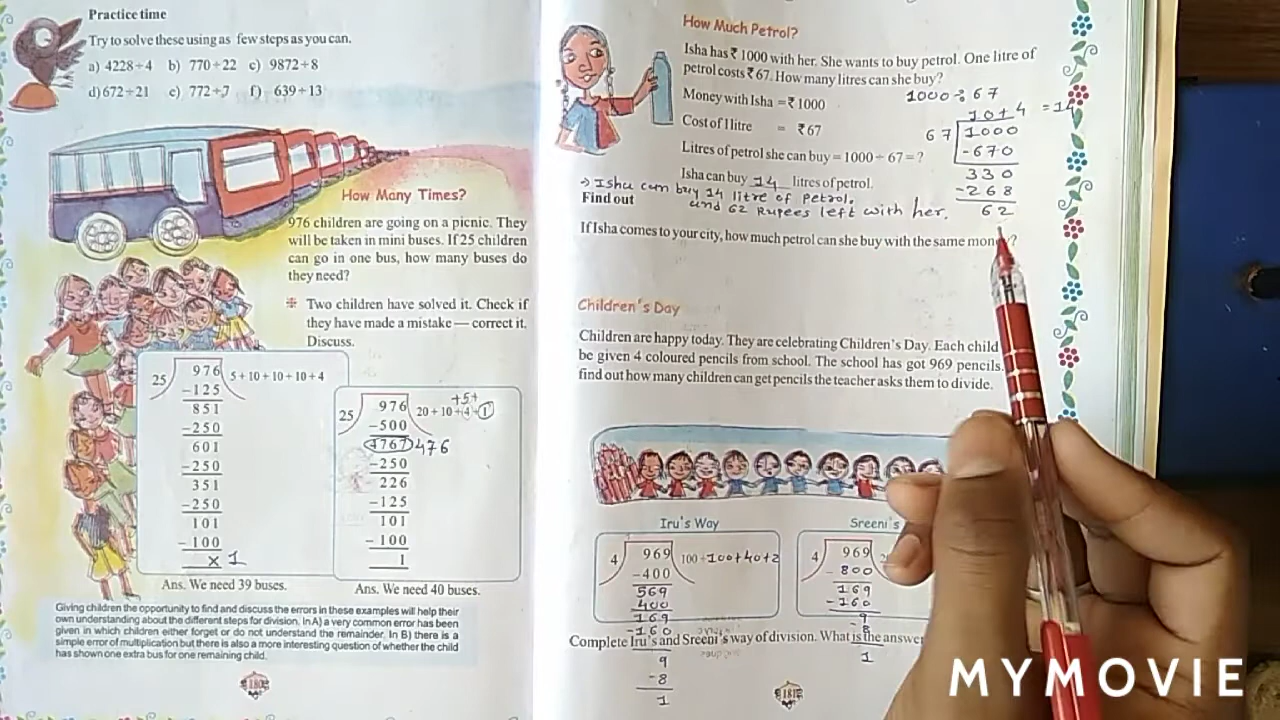 Practice time
Try to solve these using as few steps as you can.
a) 4228÷4 b) 770÷22 c) 9872÷8
d) 672÷21 e) 772÷7 f) 639÷13
How Many Times?
976 children are going on a picnic. They
will be taken in mini buses. If 25 children
can go in one bus, how many buses do
they need?
Two children have solved it. Check if
they have made a mistake — correct it.
Discuss.
25 976 5+10+10+10+4
-125
851
-250
601
-250
351
-250
101
-100
x 1
Ans. We need 39 buses.
+5+
25 976 20+10+4+1
-500
4767 476
-250
226
-125
101
-100
1
Ans. We need 40 buses.
Giving children the opportunity to find and discuss the errors in these examples will help their
own understanding about the different steps for division. In A) a very common error has been
given in which children either forget or do not understand the remainder. In B) there is a
simple error of multiplication but there is also a more interesting question of whether the child
has shown one extra bus for one remaining child.
180
How Much Petrol?
Isha has ₹ 1000 with her. She wants to buy petrol. One litre of
petrol costs ₹ 67. How many litres can she buy?
Money with Isha = ₹ 1000
Cost of 1 litre = ₹ 67
Litres of petrol she can buy = 1000 ÷ 67 = ?
Isha can buy 14 litres of petrol.
⇒ Isha can buy 14 litre of Petrol.
and 62 Rupees left with her.
1000÷67
10+4 =14
67 1000
-670
330
-268
62
Find out
If Isha comes to your city, how much petrol can she buy with the same money?
Children's Day
Children are happy today. They are celebrating Children's Day. Each child
be given 4 coloured pencils from school. The school has got 969 pencils.
find out how many children can get pencils the teacher asks them to divide.
Iru's Way
4 969 100+100+40+2
-400
569
400
169
-160
9
-8
1
Sreeni's
4 969
-800
169
-160
9
-8
1
Complete Iru's and Sreeni's way of division. What is the answer
181
MYMOVIE